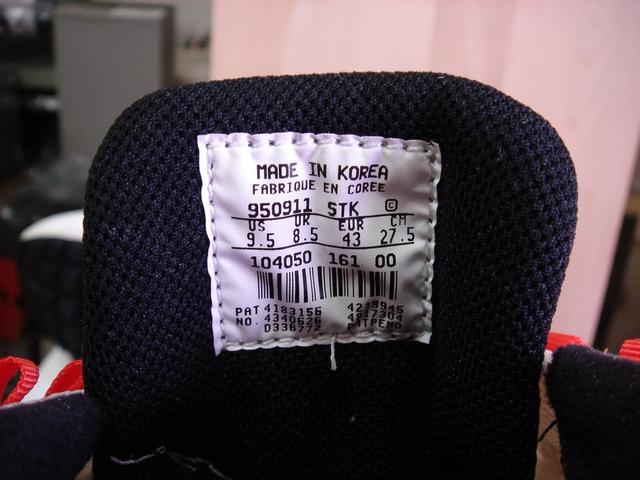 MADE IN KOREA
FABRIQUE EN COREE
950911 STK ©
US UK EUR CM
9.5 8.5 43 27.5
104050 161 00
PAT 4183156 4219945
NO. 4340626
D336772 PATPEND